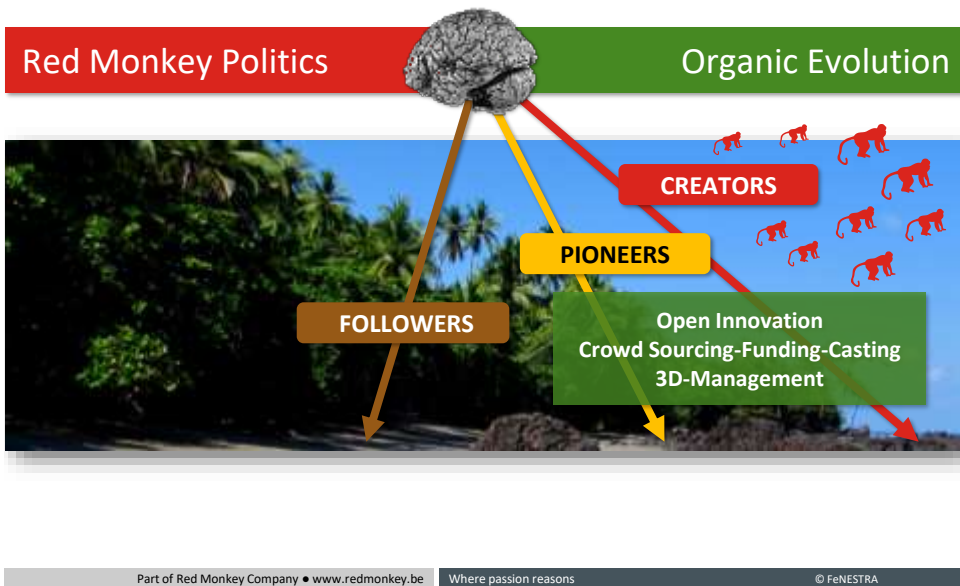 Red Monkey Politics
Organic Evolution
CREATORS
PIONEERS
FOLLOWERS
Open Innovation
Crowd Sourcing-Funding-Casting
3D-Management
Part of Red Monkey Company ● www.redmonkey.be
Where passion reasons
© FeNESTRA